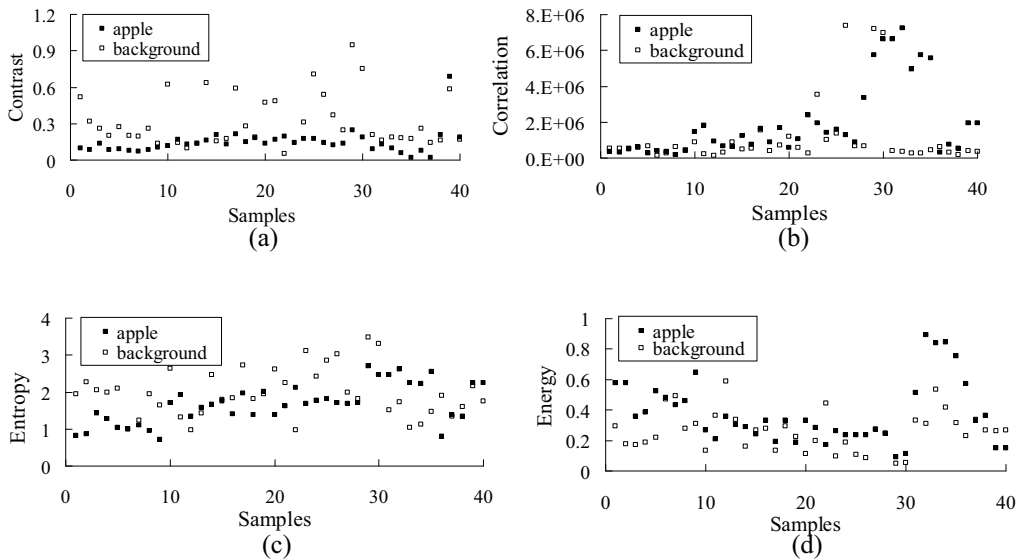 1.2
0.9
0.6
0.3
0
apple
background
Contrast
0 10 20 30 40
Samples
(a)
8.E+06
6.E+06
4.E+06
2.E+06
0.E+00
apple
background
Correlation
0 10 20 30 40
Samples
(b)
4
3
2
1
0
apple
background
Entropy
0 10 20 30 40
Samples
(c)
1
0.8
0.6
0.4
0.2
0
apple
background
Energy
0 10 20 30 40
Samples
(d)